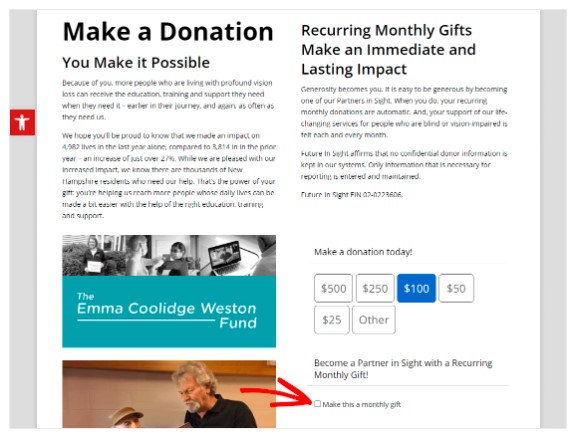 Make a Donation
You Make it Possible
Because of you, more people who are living with profound vision
loss can receive the education, training and support they need
when they need it – earlier in their journey, and again, as often as
they need us.
We hope you'll be proud to know that we made an impact on
4,982 lives in the last year alone, compared to 3,814 in in the prior
year – an increase of just over 27%. While we are pleased with our
increased impact, we know there are thousands of New
Hampshire residents who need our help. That's the power of your
gift: you're helping us reach more people whose daily lives can be
made a bit easier with the help of the right education, training
and support.
The
Emma Coolidge Weston
Fund
Recurring Monthly Gifts
Make an Immediate and
Lasting Impact
Generosity becomes you. It is easy to be generous by becoming
one of our Partners in Sight. When you do, your recurring
monthly donations are automatic. And, your support of our life-
changing services for people who are blind or vision-impaired is
felt each and every month.
Future In Sight affirms that no confidential donor information is
kept in our systems. Only information that is necessary for
reporting is entered and maintained.
Future In Sight EIN 02-0223606.
Make a donation today!
$500 $250 $100 $50
$25 Other
Become a Partner in Sight with a Recurring
Monthly Gift!
Make this a monthly gift